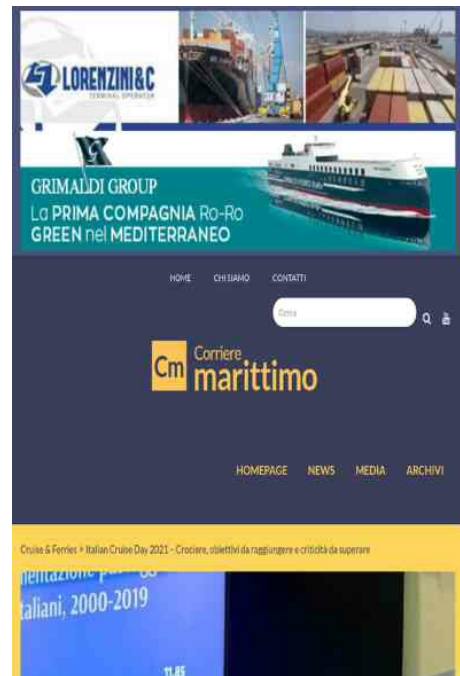 LORENZINI&C
TERMINAL OPERATOR
GRIMALDI GROUP
La PRIMA COMPAGNIA Ro-Ro
GREEN nel MEDITERRANEO
HOME CHI SIAMO CONTATTI
Cerca
Cm Corriere
marittimo
HOMEPAGE NEWS MEDIA ARCHIVI
Cruise & Ferries > Italian Cruise Day 2021 – Crociere, obiettivi da raggiungere e criticità da superare
taliani, 2000-2019
11,85